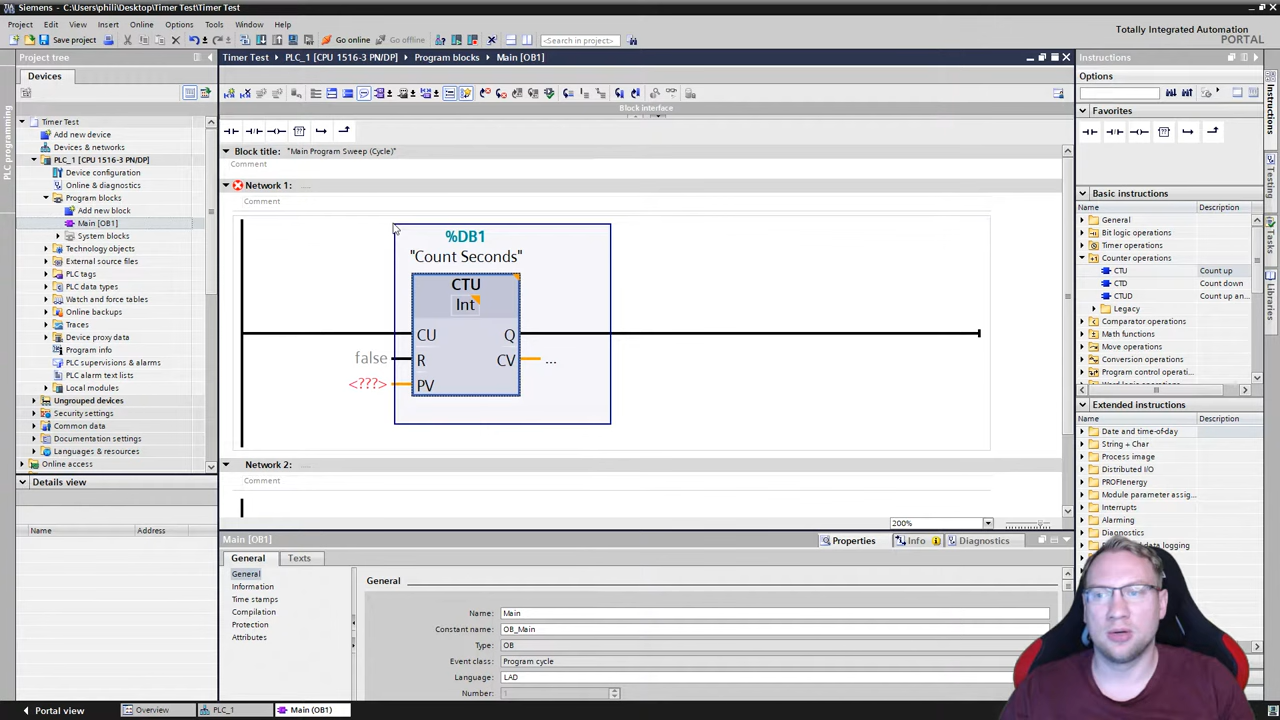 Siemens - C:\Users\phili\Desktop\Timer Test\Timer Test
Project Edit View Insert Online Options Tools Window Help
Totally Integrated Automation
PORTAL
Save project
Go online
Go offline
<Search in project>
Project tree
Timer Test PLC_1 [CPU 1516-3 PN/DP] Program blocks Main [OB1]
Instructions
Devices
Options
PLC programming
Block interface
Favorites
Timer Test
Add new device
Devices & networks
PLC_1 [CPU 1516-3 PN/DP]
Device configuration
Online & diagnostics
Program blocks
Add new block
Main [OB1]
System blocks
Technology objects
External source files
PLC tags
PLC data types
Watch and force tables
Online backups
Traces
Device proxy data
Program info
PLC supervisions & alarms
PLC alarm text lists
Local modules
Ungrouped devices
Security settings
Common data
Documentation settings
Languages & resources
Online access
Details view
Name Address
Block title: "Main Program Sweep (Cycle)"
Comment
Network 1: .....
Comment
%DB1
"Count Seconds"
CTU
Int
CU Q
false R CV ...
<???> PV
Network 2: .....
Comment
200%
Main [OB1]
Properties Info Diagnostics
General Texts
General
Information
Time stamps
Compilation
Protection
Attributes
General
Name: Main
Constant name: OB_Main
Type: OB
Event class: Program cycle
Language: LAD
Number: 1
Basic instructions
Name Description
General
Bit logic operations
Timer operations
Counter operations
CTU Count up
CTD Count down
CTUD Count up an...
Legacy
Comparator operations
Math functions
Move operations
Conversion operations
Program control operati...
Extended instructions
Name Description
Date and time-of-day
String + Char
Process image
Distributed I/O
PROFIenergy
Module parameter assig...
Interrupts
Alarming
Diagnostics
Instructions
Testing
Tasks
Libraries
Portal view
Overview
PLC_1
Main (OB1)